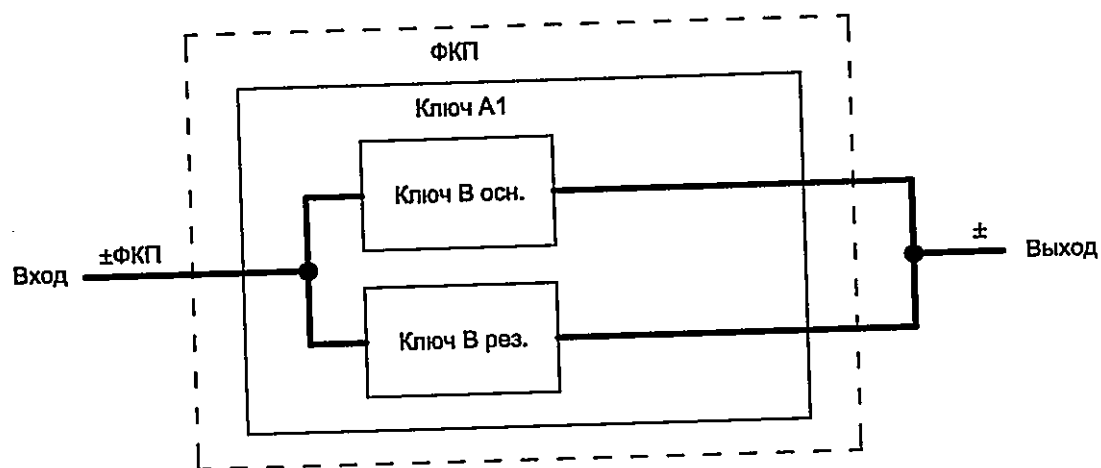 ФКП
Ключ А1
Ключ В осн.
±ФКП
Вход
±
Выход
Ключ В рез.